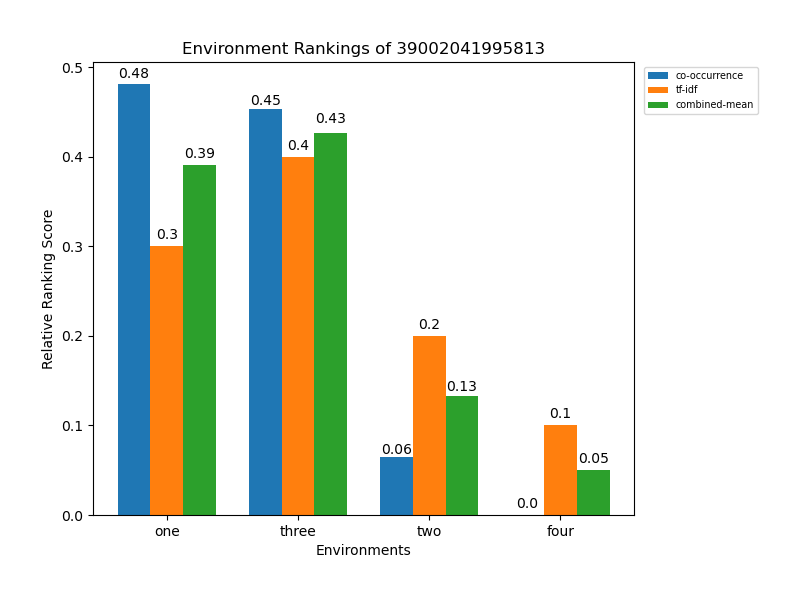 Environment Rankings of 39002041995813
co-occurrence
tf-idf
combined-mean
Relative Ranking Score
0.5
0.4
0.3
0.2
0.1
0.0
0.48
0.3
0.39
0.45
0.4
0.43
0.06
0.2
0.13
0.0
0.1
0.05
one three two four
Environments